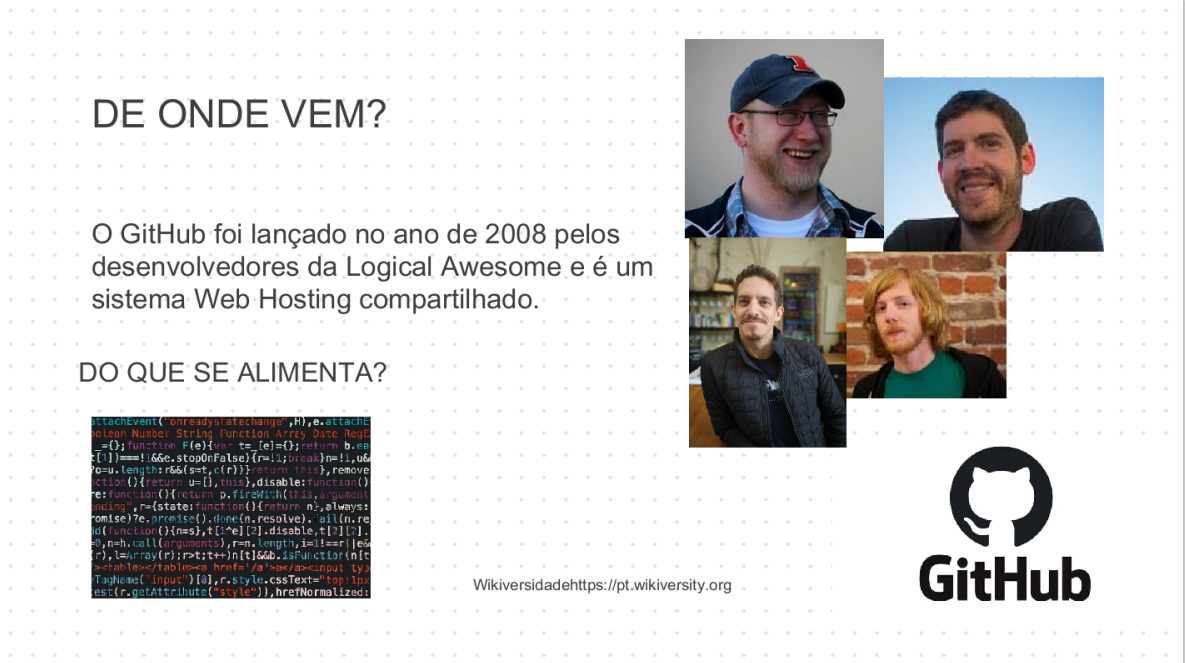 DE ONDE VEM?
O GitHub foi lançado no ano de 2008 pelos
desenvolvedores da Logical Awesome e é um
sistema Web Hosting compartilhado.
DO QUE SE ALIMENTA?
attachEvent("onreadystatechange",H),e.attachE
boolean Number String Function Array Date RegE
_={};function F(e){var t=_[e]={};return b.ea
t[1])===!1&&e.stopOnFalse){r=!1;break}n=!1,u&
?o=u.length:r&&(s=t,c(r))}return this},remove
nction(){return u=[],this},disable:function()
re:function(){return p.fireWith(this,argument
ending",r={state:function(){return n},always:
romise)?e.promise().done(n.resolve).fail(n.re
id(function(){n=s},t[1^e][2].disable,t[2][2].
=0,n=h.call(arguments),r=n.length,i=1!==r||e&
(r),l=Array(r);r>t;t++)n[t]&&b.isFunction(n[t
/><table></table><a href='/a'>a</a><input typ
yTagName("input")[0],r.style.cssText="top:1px
test(r.getAttribute("style")),hrefNormalized:
Wikiversidadehttps://pt.wikiversity.org
GitHub